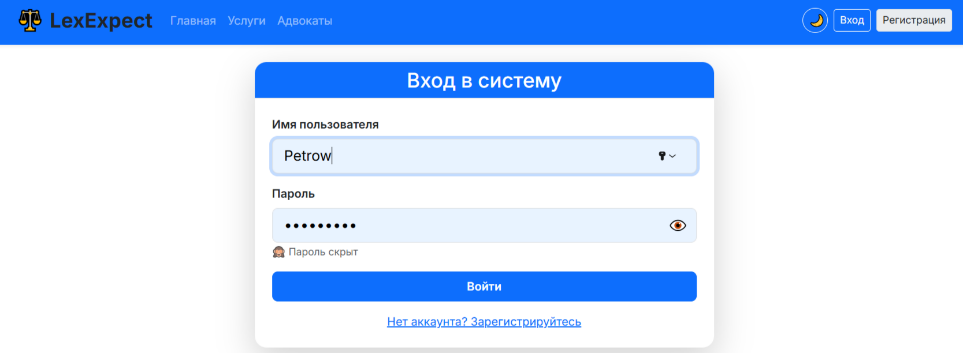 LexExpect Главная Услуги Адвокаты Вход Регистрация
Вход в систему
Имя пользователя
Petrow
Пароль
•••••••••
Пароль скрыт
Войти
Нет аккаунта? Зарегистрируйтесь